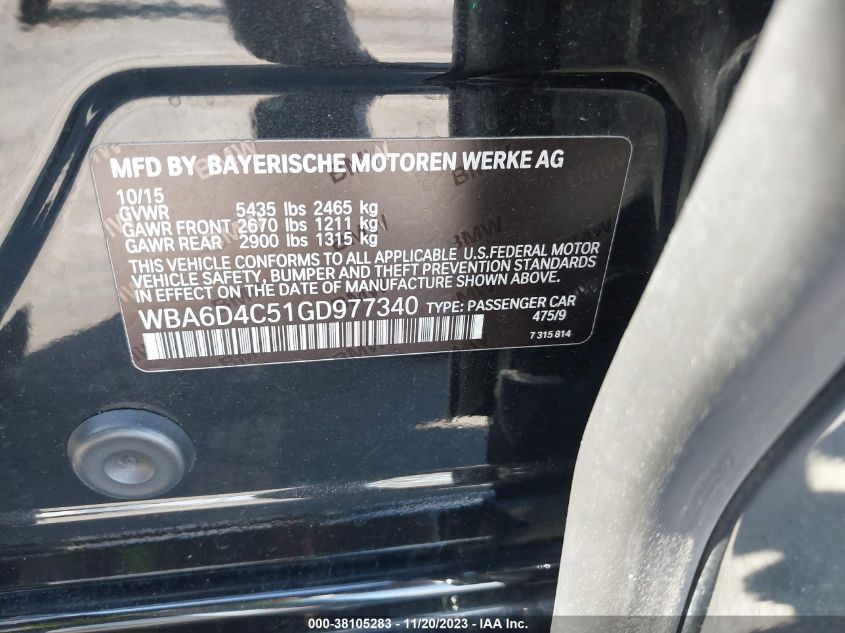 MFD BY BAYERISCHE MOTOREN WERKE AG
10/15
GVWR 5435 lbs 2465 kg
GAWR FRONT 2670 lbs 1211 kg
GAWR REAR 2900 lbs 1315 kg
THIS VEHICLE CONFORMS TO ALL APPLICABLE U.S.FEDERAL MOTOR
VEHICLE SAFETY, BUMPER AND THEFT PREVENTION STANDARDS
IN EFFECT ON THE DATE OF MANUFACTURE SHOWN ABOVE.
WBA6D4C51GD977340 TYPE: PASSENGER CAR
475/9
7 315 814
000-38105283 - 11/20/2023 - IAA Inc.